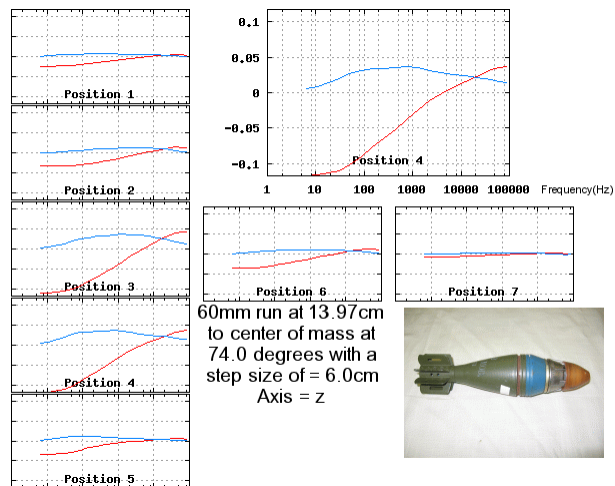 Position 1
Position 2
Position 3
Position 4
Position 5
0.1
0.05
0
-0.05
-0.1
Position 4
1 10 100 1000 10000 100000 Frequency(Hz)
Position 6
Position 7
60mm run at 13.97cm
to center of mass at
74.0 degrees with a
step size of = 6.0cm
Axis = z